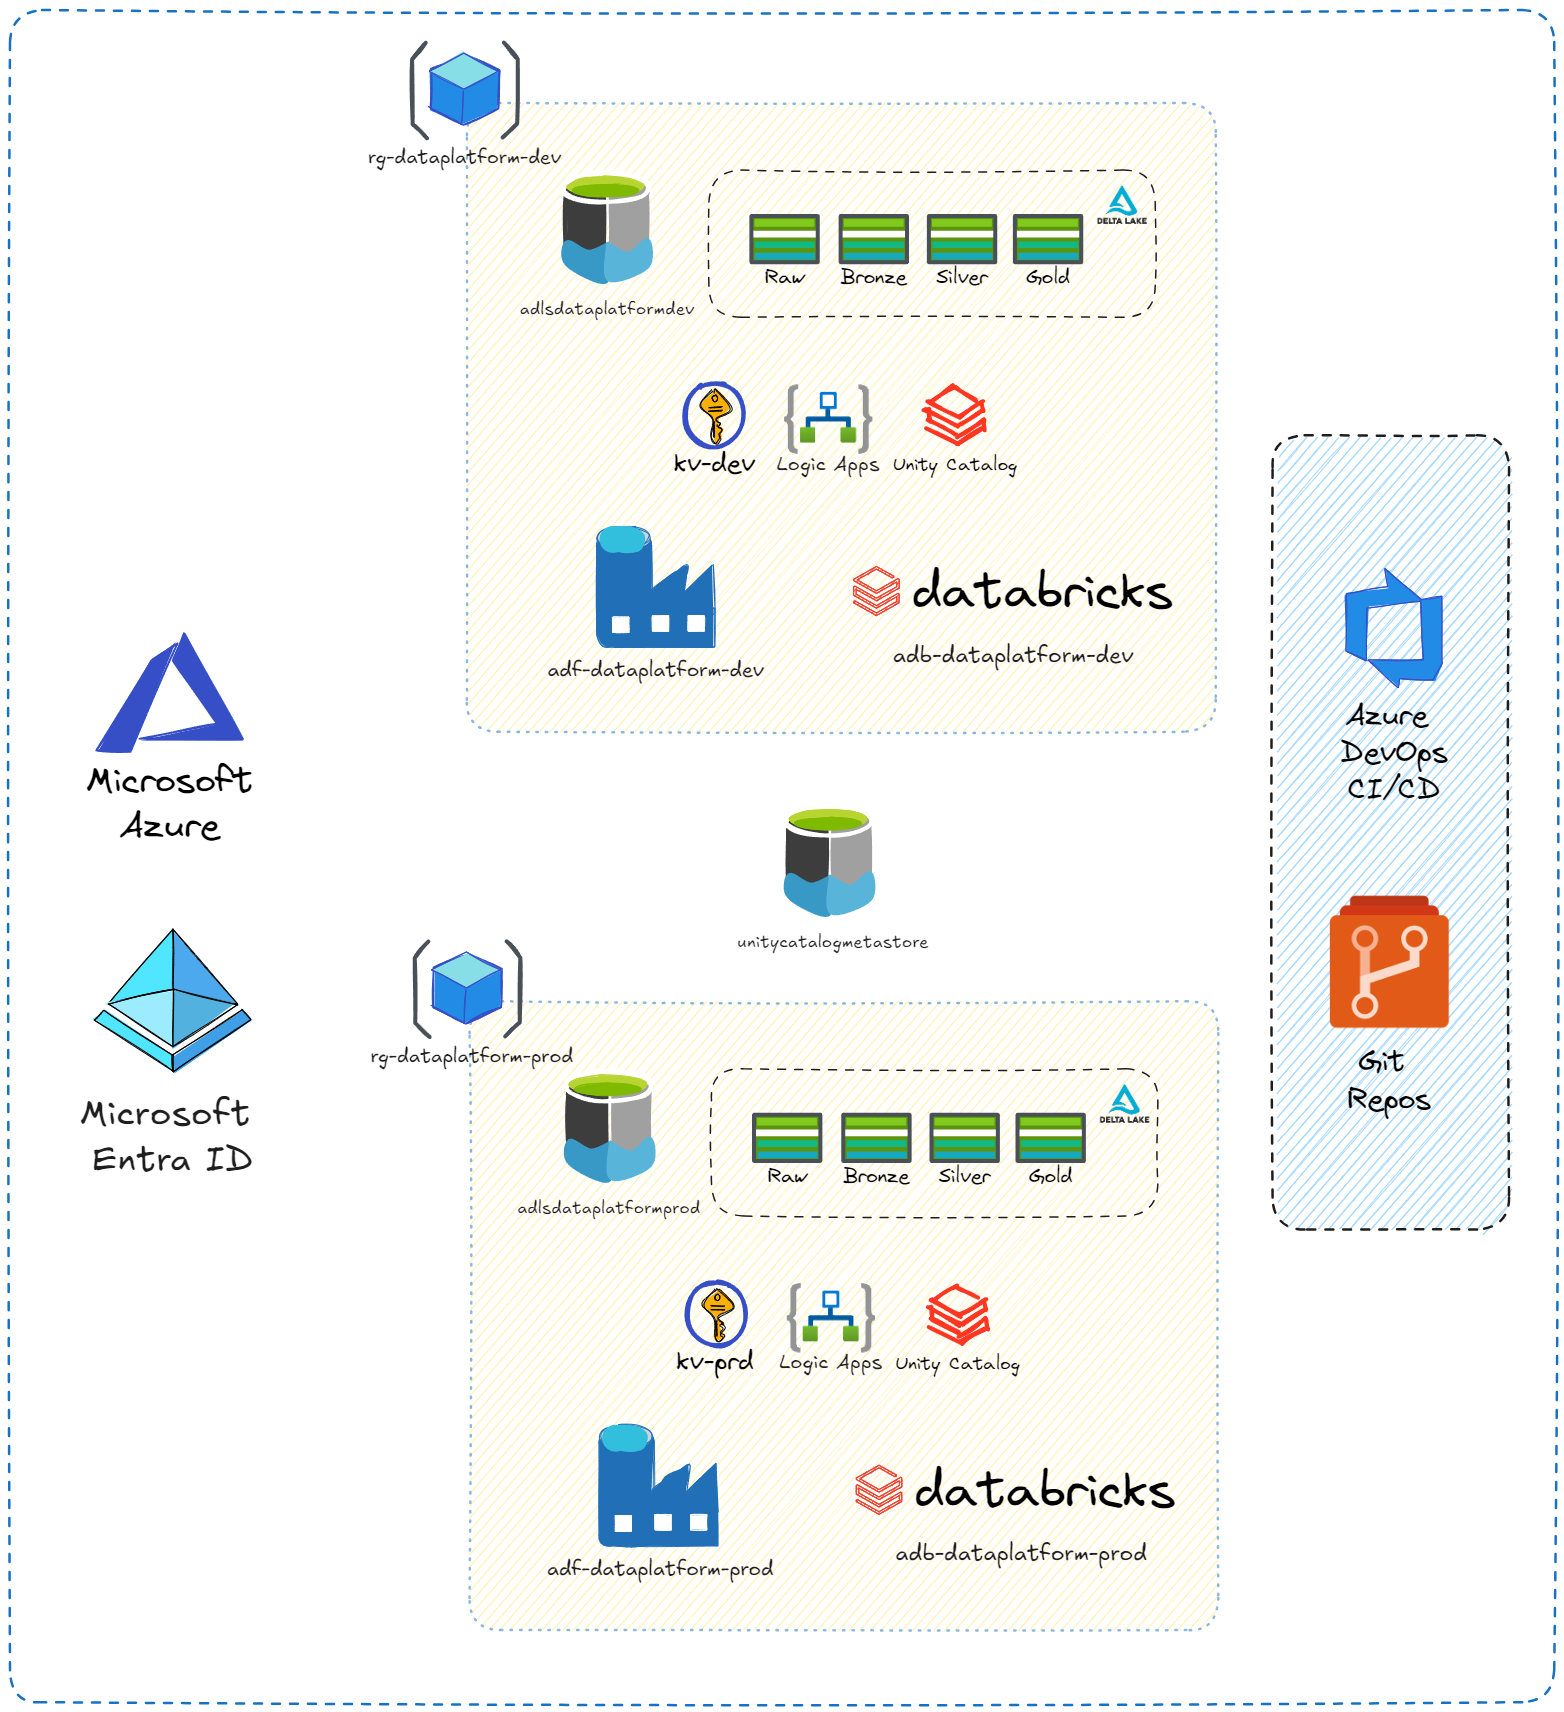 rg-dataplatform-dev
adlsdataplatformdev
DELTA LAKE
Raw
Bronze
Silver
Gold
kv-dev
Logic Apps
Unity Catalog
adf-dataplatform-dev
databricks
adb-dataplatform-dev
Microsoft
Azure
Microsoft
Entra ID
unitycatalogmetastore
rg-dataplatform-prod
adlsdataplatformprod
DELTA LAKE
Raw
Bronze
Silver
Gold
kv-prd
Logic Apps
Unity Catalog
adf-dataplatform-prod
databricks
adb-dataplatform-prod
Azure
DevOps
CI/CD
Git
Repos